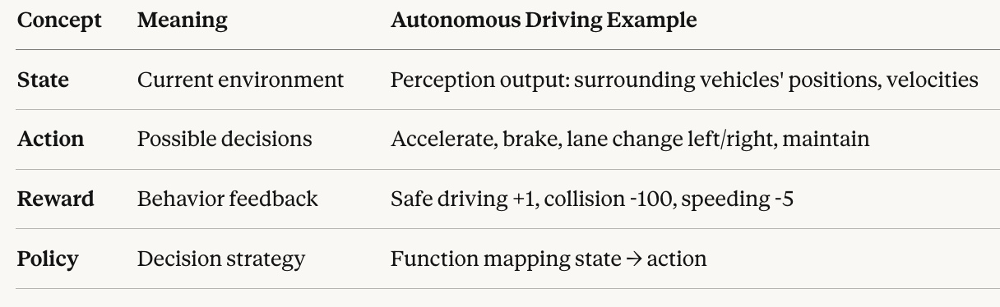 Concept Meaning Autonomous Driving Example
State Current environment Perception output: surrounding vehicles' positions, velocities
Action Possible decisions Accelerate, brake, lane change left/right, maintain
Reward Behavior feedback Safe driving +1, collision -100, speeding -5
Policy Decision strategy Function mapping state → action